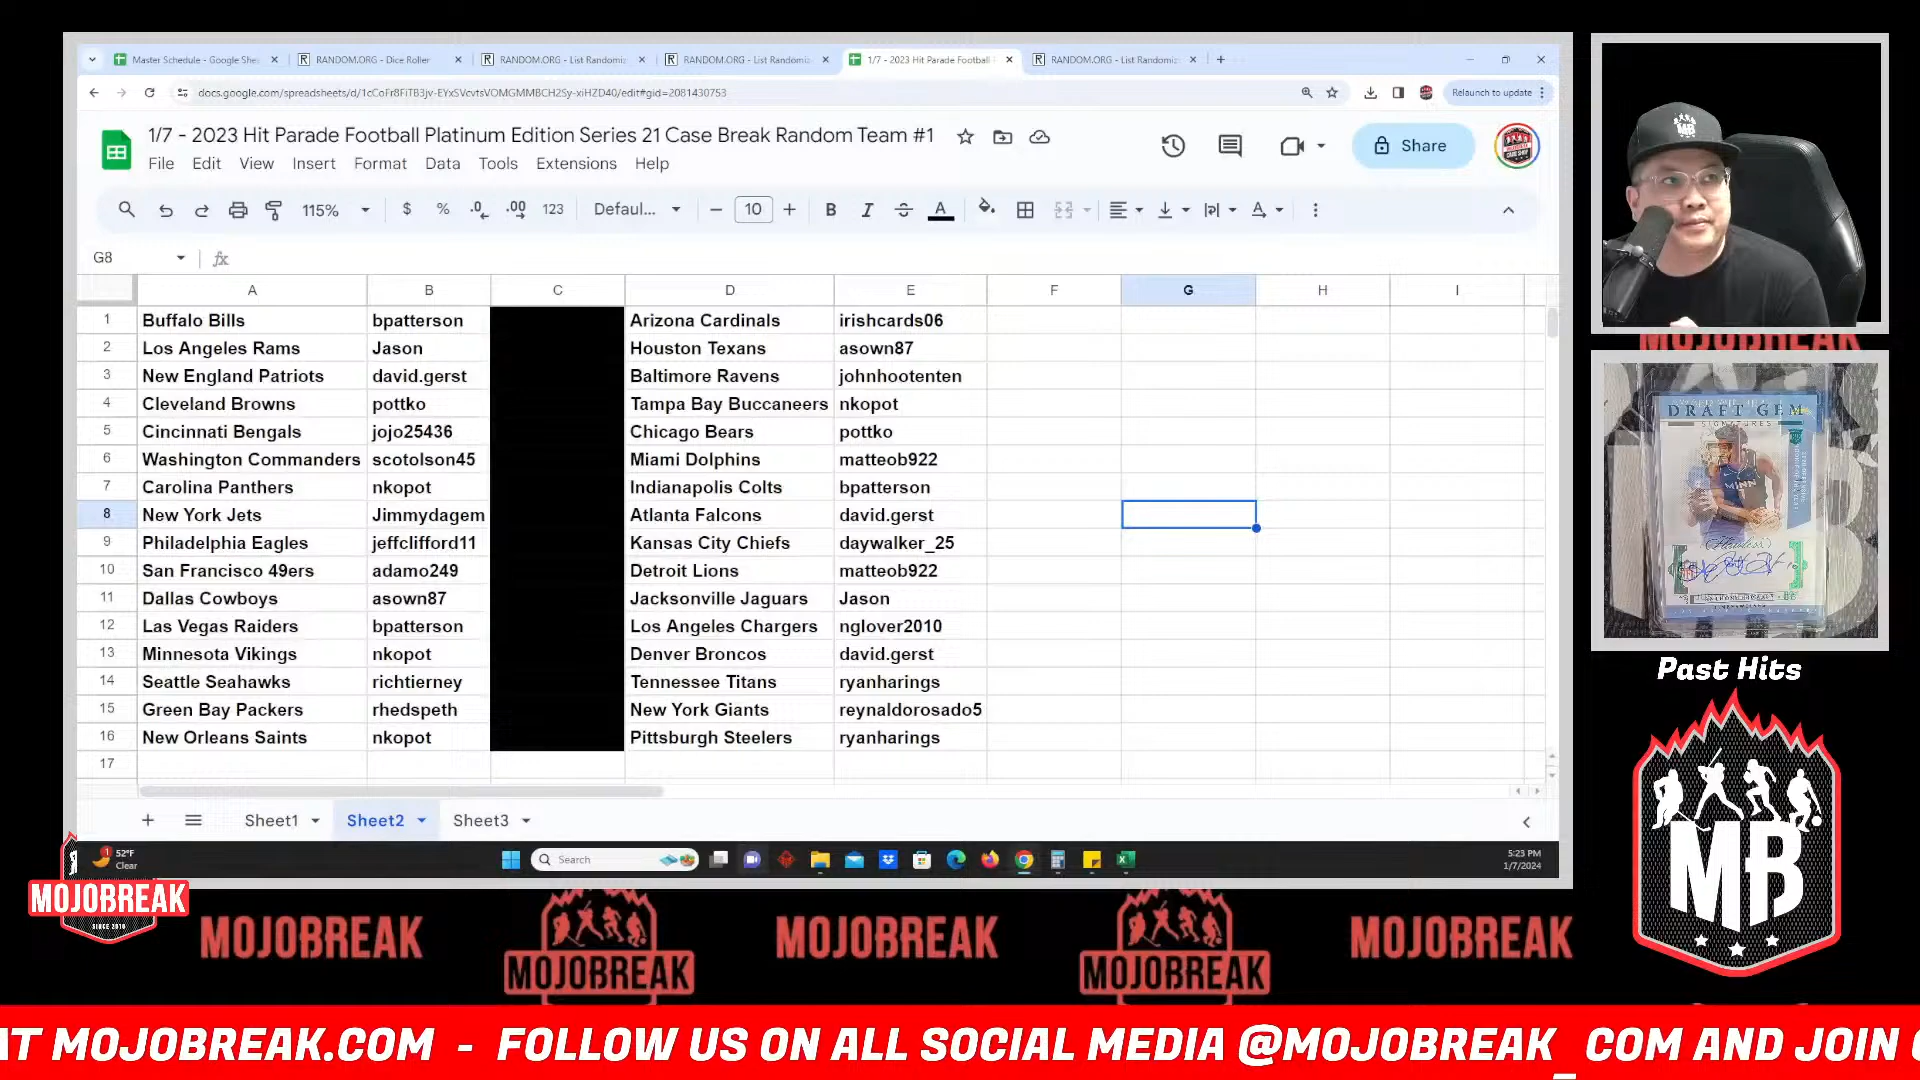 Master Schedule - Google She
RANDOM.ORG - Dice Roller
RANDOM.ORG - List Randomiz
RANDOM.ORG - List Randomiz
1/7 - 2023 Hit Parade Football
RANDOM.ORG - List Randomiz
docs.google.com/spreadsheets/d/1cCoFr8FiTB3jv-EYxSVcvtsVOMGMMBCH2Sy-xiHZD40/edit#gid=2081430753
Relaunch to update
1/7 - 2023 Hit Parade Football Platinum Edition Series 21 Case Break Random Team #1
File Edit View Insert Format Data Tools Extensions Help
Share
115% $ % .0 .00 123 Defaul... 10 B I S A
G8 fx
A B C D E F G H I
1 Buffalo Bills bpatterson Arizona Cardinals irishcards06
2 Los Angeles Rams Jason Houston Texans asown87
3 New England Patriots david.gerst Baltimore Ravens johnhootenten
4 Cleveland Browns pottko Tampa Bay Buccaneers nkopot
5 Cincinnati Bengals jojo25436 Chicago Bears pottko
6 Washington Commanders scotolson45 Miami Dolphins matteob922
7 Carolina Panthers nkopot Indianapolis Colts bpatterson
8 New York Jets Jimmydagem Atlanta Falcons david.gerst
9 Philadelphia Eagles jeffclifford11 Kansas City Chiefs daywalker_25
10 San Francisco 49ers adamo249 Detroit Lions matteob922
11 Dallas Cowboys asown87 Jacksonville Jaguars Jason
12 Las Vegas Raiders bpatterson Los Angeles Chargers nglover2010
13 Minnesota Vikings nkopot Denver Broncos david.gerst
14 Seattle Seahawks richtierney Tennessee Titans ryanharings
15 Green Bay Packers rhedspeth New York Giants reynaldorosado5
16 New Orleans Saints nkopot Pittsburgh Steelers ryanharings
17
Sheet1 Sheet2 Sheet3
1
52°F
Clear
Search
5:23 PM
1/7/2024
MOJOBREAK
DRAFT GEM
SIGNATURES
MINN
Past Hits
MB
MOJOBREAK
SINCE 2010
MOJOBREAK
MOJOBREAK
MOJOBREAK
MOJOBREAK
MOJOBREAK
AT MOJOBREAK.COM - FOLLOW US ON ALL SOCIAL MEDIA @MOJOBREAK_COM AND JOIN